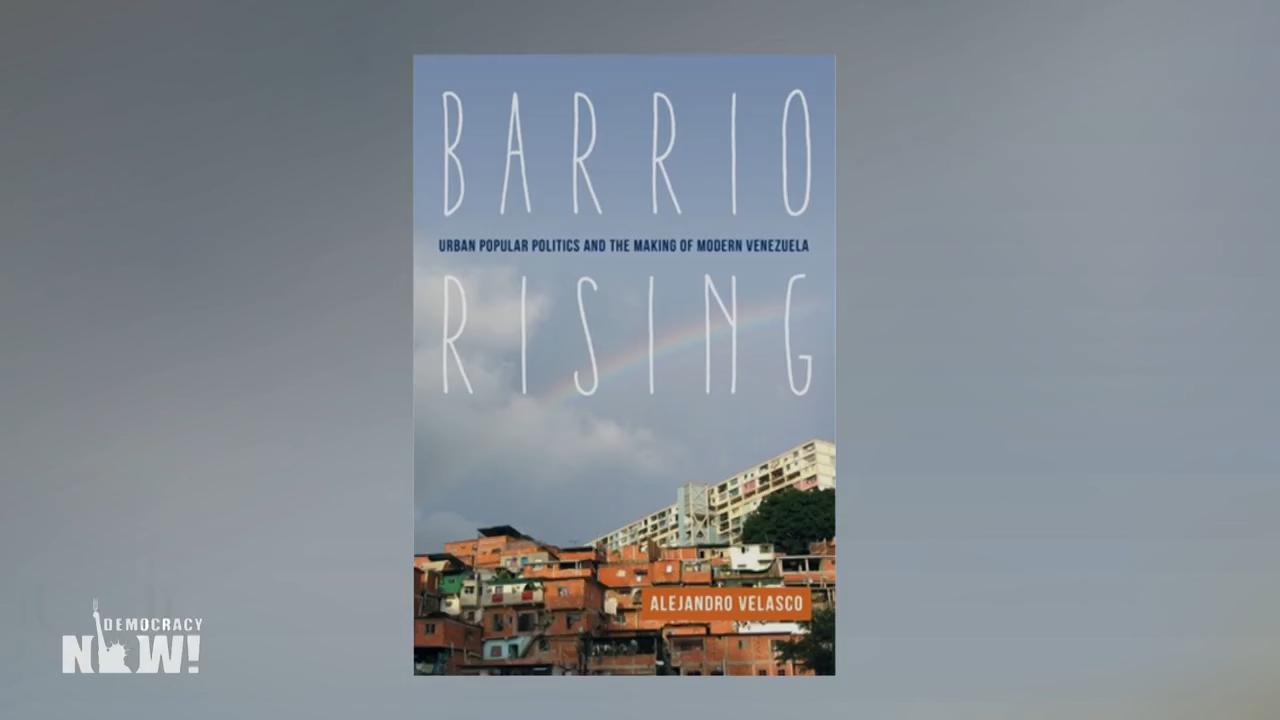 BARRIO
URBAN POPULAR POLITICS AND THE MAKING OF MODERN VENEZUELA
RISING
ALEJANDRO VELASCO
DEMOCRACY
NOW!